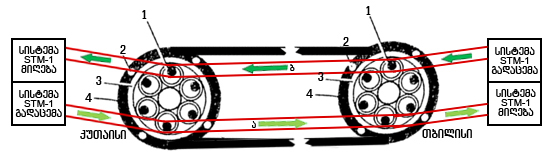 1
1
სისტემა
STM-1
მიღება
2
ბ
2
სისტემა
STM-1
მიღება
3
3
სისტემა
STM-1
გადაცემა
4
4
სისტემა
STM-1
გადაცემა
ქუთაისი
ა
თბილისი